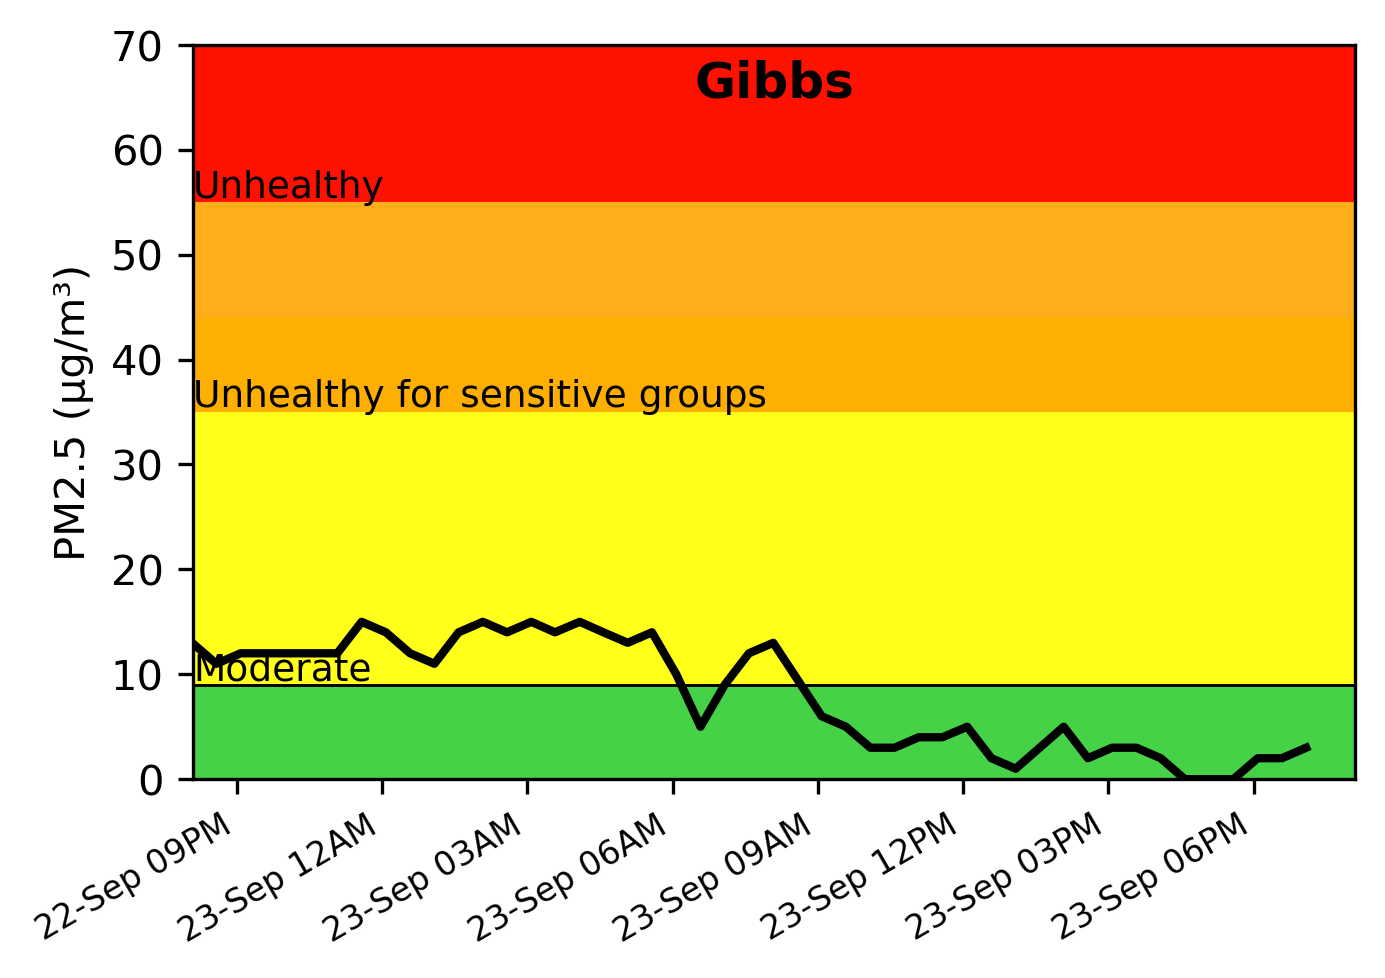 Gibbs
70
60
Unhealthy
50
40
Unhealthy for sensitive groups
30
20
10
Moderate
0
PM2.5 (µg/m³)
22-Sep 09PM
23-Sep 12AM
23-Sep 03AM
23-Sep 06AM
23-Sep 09AM
23-Sep 12PM
23-Sep 03PM
23-Sep 06PM